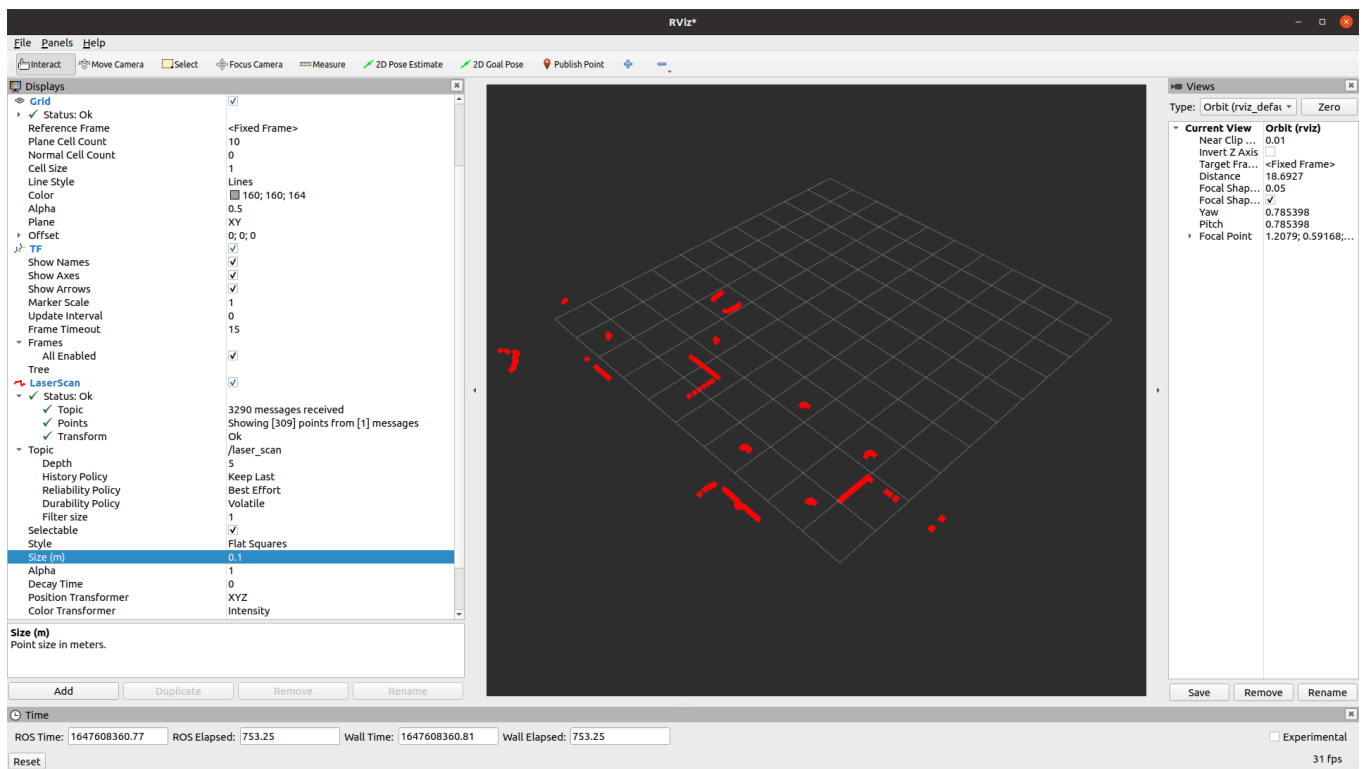 RViz*
File Panels Help
Interact Move Camera Select Focus Camera Measure 2D Pose Estimate 2D Goal Pose Publish Point
Displays
Grid
Status: Ok
Reference Frame <Fixed Frame>
Plane Cell Count 10
Normal Cell Count 0
Cell Size 1
Line Style Lines
Color 160; 160; 164
Alpha 0.5
Plane XY
Offset 0; 0; 0
TF
Show Names
Show Axes
Show Arrows
Marker Scale 1
Update Interval 0
Frame Timeout 15
Frames
All Enabled
Tree
LaserScan
Status: Ok
Topic 3290 messages received
Points Showing [309] points from [1] messages
Transform Ok
Topic /laser_scan
Depth 5
History Policy Keep Last
Reliability Policy Best Effort
Durability Policy Volatile
Filter size 1
Selectable
Style Flat Squares
Size (m) 0.1
Alpha 1
Decay Time 0
Position Transformer XYZ
Color Transformer Intensity
Size (m)
Point size in meters.
Add Duplicate Remove Rename
Views
Type: Orbit (rviz_defau Zero
Current View Orbit (rviz)
Near Clip ... 0.01
Invert Z Axis
Target Fra... <Fixed Frame>
Distance 18.6927
Focal Shap... 0.05
Focal Shap...
Yaw 0.785398
Pitch 0.785398
Focal Point 1.2079; 0.59168;...
Save Remove Rename
Time
ROS Time: 1647608360.77 ROS Elapsed: 753.25 Wall Time: 1647608360.81 Wall Elapsed: 753.25 Experimental
Reset 31 fps